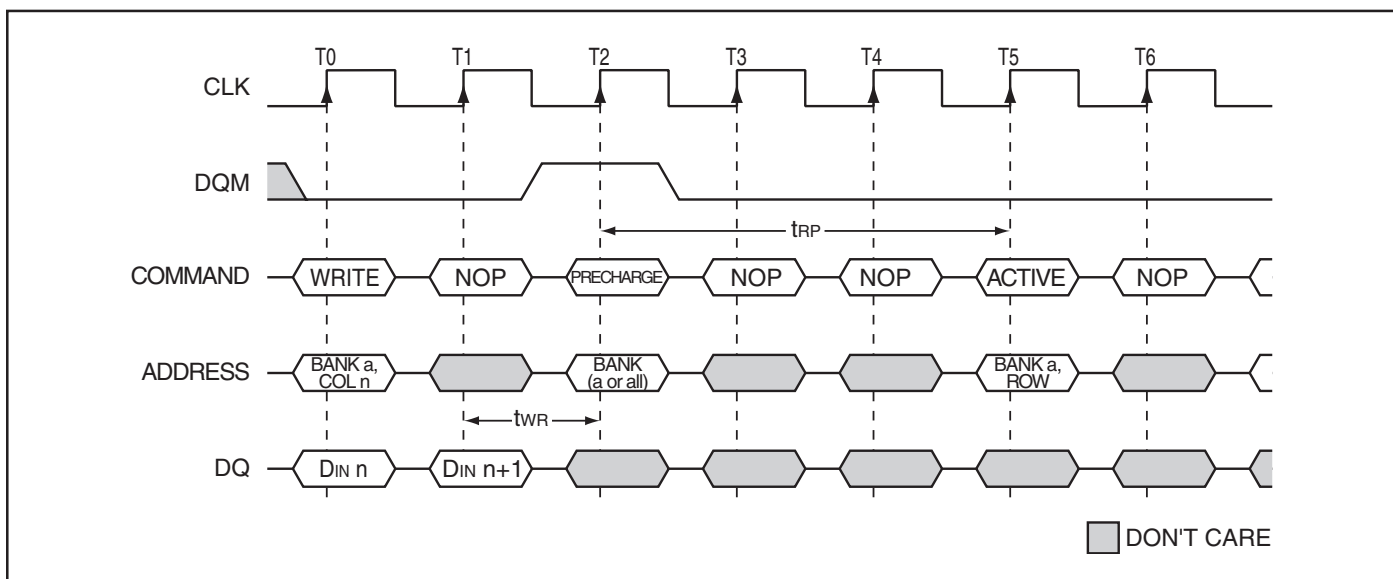 T0 T1 T2 T3 T4 T5 T6
CLK
DQM
tRP
COMMAND WRITE NOP PRECHARGE NOP NOP ACTIVE NOP
ADDRESS BANK a, COL n BANK (a or all) BANK a, ROW
tWR
DQ DIN n DIN n+1
DON'T CARE